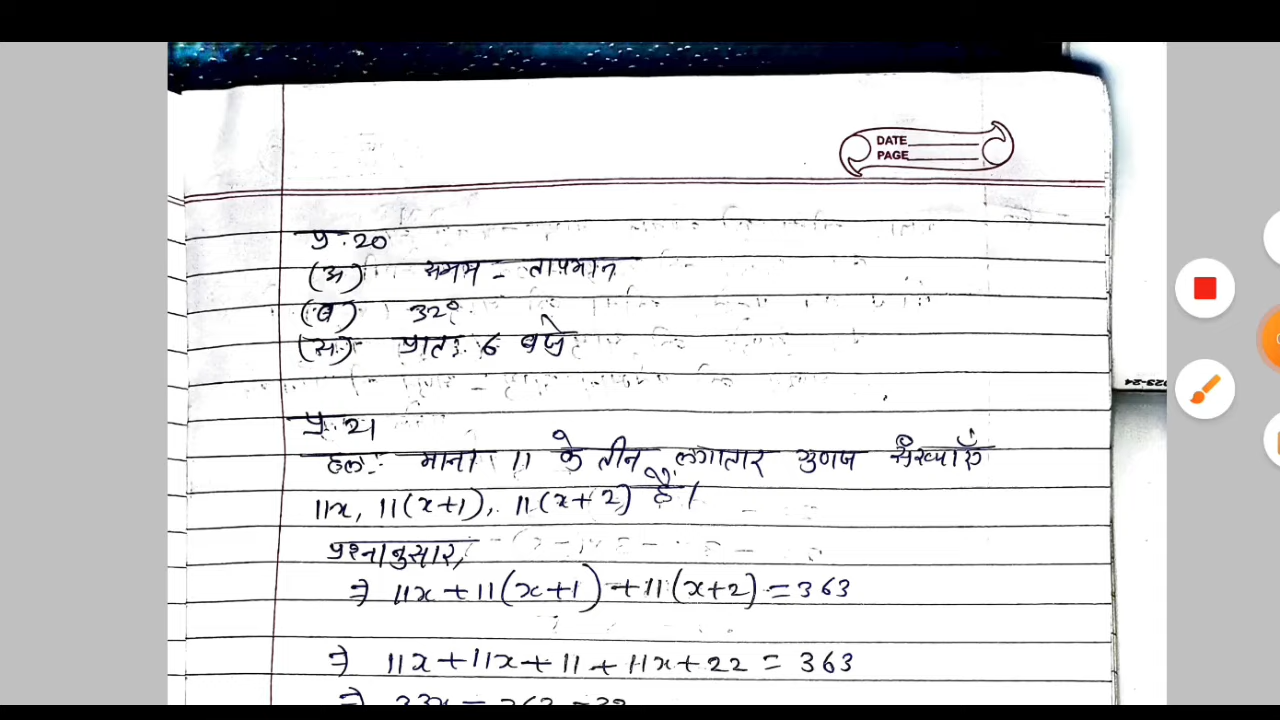 DATE
PAGE
प्र.20
(अ) समय - तापमान
(ब) 32°
(स) प्रातः 6 बजे
प्र.21
हल:- माना 11 के तीन लगातार गुणज संख्याएँ
11x, 11(x+1), 11(x+2) हैं।
प्रश्नानुसार,
⇒ 11x+11(x+1)+11(x+2)=363
⇒ 11x+11x+11+11x+22=363